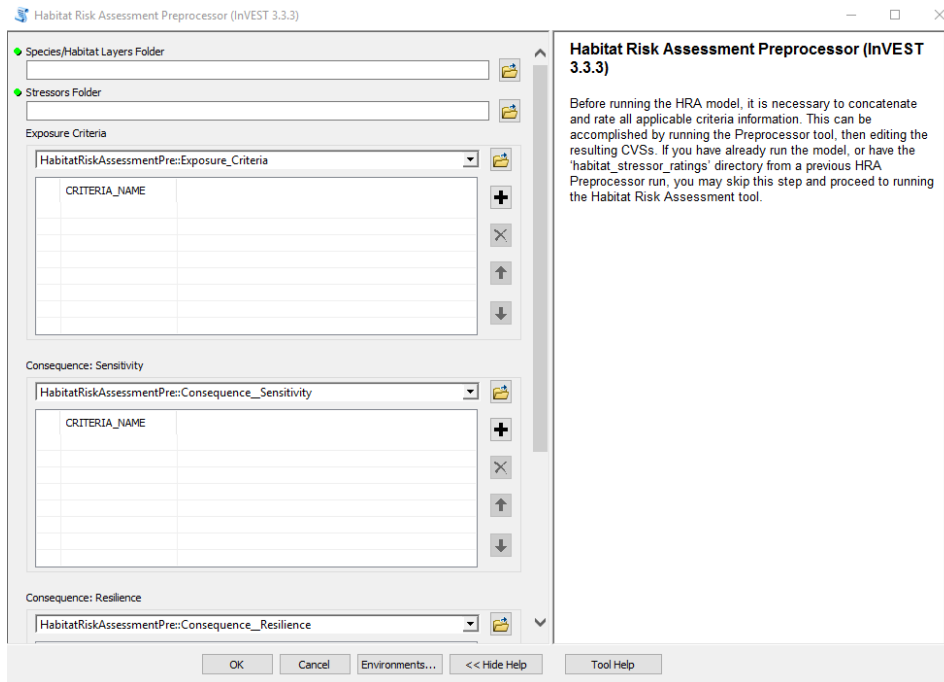 Habitat Risk Assessment Preprocessor (InVEST 3.3.3)
Species/Habitat Layers Folder
Stressors Folder
Exposure Criteria
HabitatRiskAssessmentPre::Exposure_Criteria
CRITERIA_NAME
Consequence: Sensitivity
HabitatRiskAssessmentPre::Consequence__Sensitivity
CRITERIA_NAME
Consequence: Resilience
HabitatRiskAssessmentPre::Consequence__Resilience
Habitat Risk Assessment Preprocessor (InVEST
3.3.3)
Before running the HRA model, it is necessary to concatenate
and rate all applicable criteria information. This can be
accomplished by running the Preprocessor tool, then editing the
resulting CVSs. If you have already run the model, or have the
'habitat_stressor_ratings' directory from a previous HRA
Preprocessor run, you may skip this step and proceed to running
the Habitat Risk Assessment tool.
OK
Cancel
Environments...
<< Hide Help
Tool Help